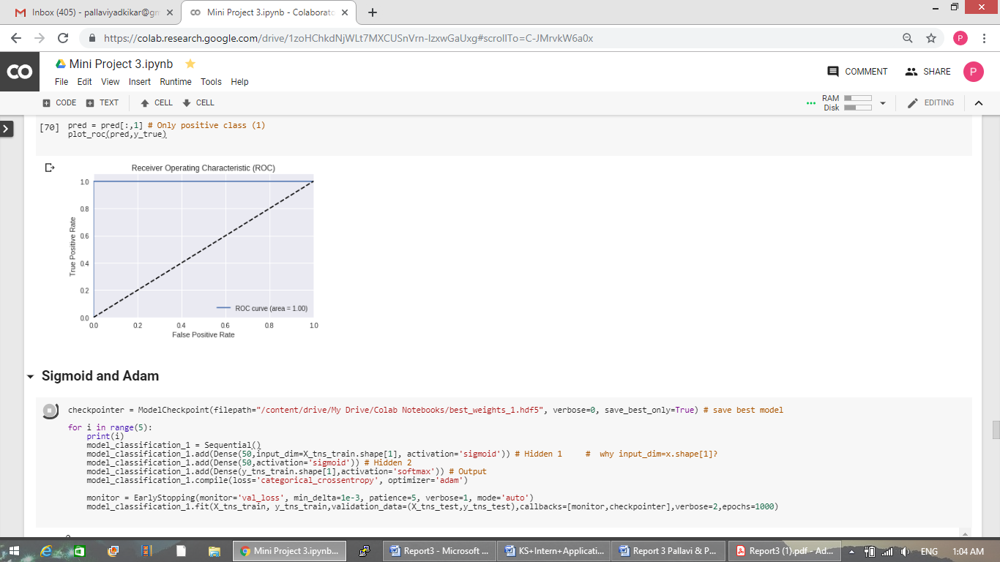 Inbox (405) - pallaviyadkikar@gm
Mini Project 3.ipynb - Colaborato
https://colab.research.google.com/drive/1zoHChkdNjWLt7MXCUSnVrn-IzxwGaUxg#scrollTo=C-JMrvkW6a0x
P
CO
Mini Project 3.ipynb
COMMENT
SHARE
P
File Edit View Insert Runtime Tools Help
CODE TEXT CELL CELL
RAM
Disk
EDITING
[70] pred = pred[:,1] # Only positive class (1)
plot_roc(pred,y_true)
Receiver Operating Characteristic (ROC)
1.0
0.8
0.6
0.4
0.2
0.0
True Positive Rate
ROC curve (area = 1.00)
0.0 0.2 0.4 0.6 0.8 1.0
False Positive Rate
Sigmoid and Adam
checkpointer = ModelCheckpoint(filepath="/content/drive/My Drive/Colab Notebooks/best_weights_1.hdf5", verbose=0, save_best_only=True) # save best model
for i in range(5):
print(i)
model_classification_1 = Sequential()
model_classification_1.add(Dense(50,input_dim=X_tns_train.shape[1], activation='sigmoid')) # Hidden 1 # why input_dim=x.shape[1]?
model_classification_1.add(Dense(50,activation='sigmoid')) # Hidden 2
model_classification_1.add(Dense(y_tns_train.shape[1],activation='softmax')) # Output
model_classification_1.compile(loss='categorical_crossentropy', optimizer='adam')
monitor = EarlyStopping(monitor='val_loss', min_delta=1e-3, patience=5, verbose=1, mode='auto')
model_classification_1.fit(X_tns_train, y_tns_train,validation_data=(X_tns_test,y_tns_test),callbacks=[monitor,checkpointer],verbose=2,epochs=1000)
Mini Project 3.ipynb...
Report3 - Microsoft ...
KS+Intern+Applicati...
Report 3 Pallavi & P...
Report3 (1).pdf - Ad...
ENG
1:04 AM